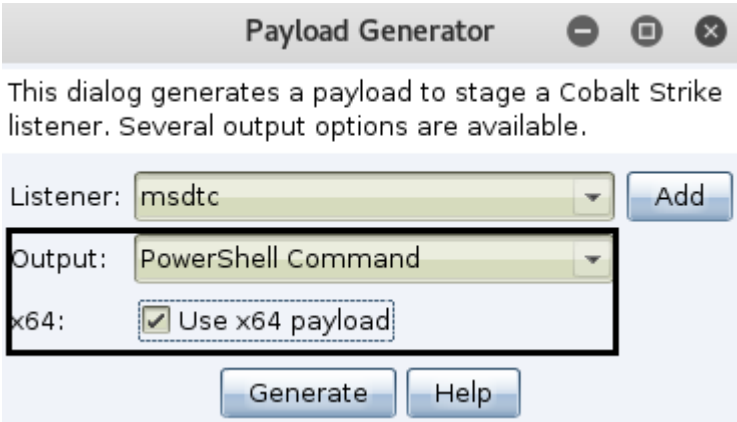 Payload Generator
This dialog generates a payload to stage a Cobalt Strike
listener. Several output options are available.
Listener: msdtc Add
Output: PowerShell Command
x64: Use x64 payload
Generate Help